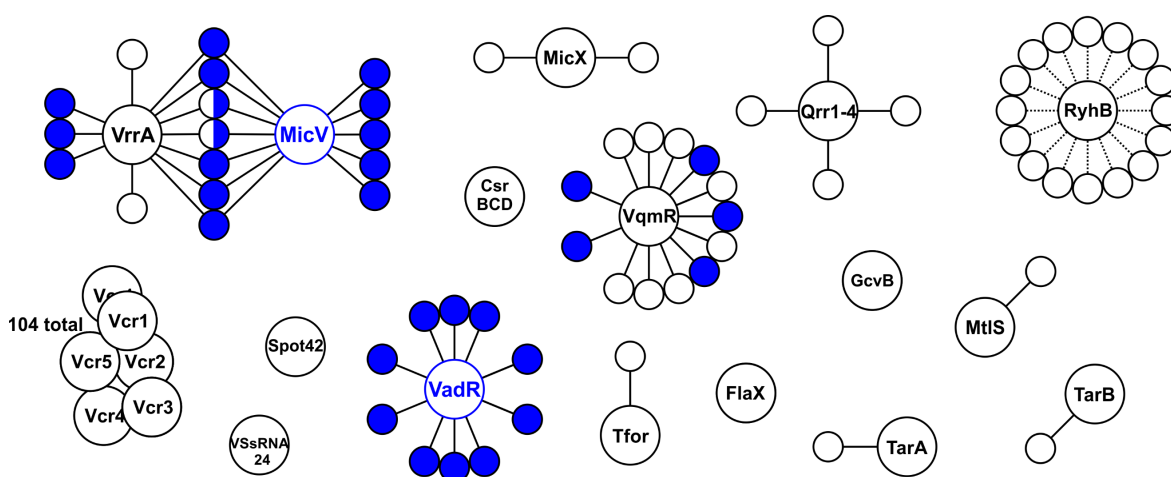 MicX
Qrr1-4
RyhB
VrrA
MicV
Csr
BCD
VqmR
GcvB
104 total
Vcr1
MtlS
Spot42
Vcr5
Vcr2
VadR
FlaX
TarB
Vcr3
Vcr4
Tfor
VSsRNA
24
TarA